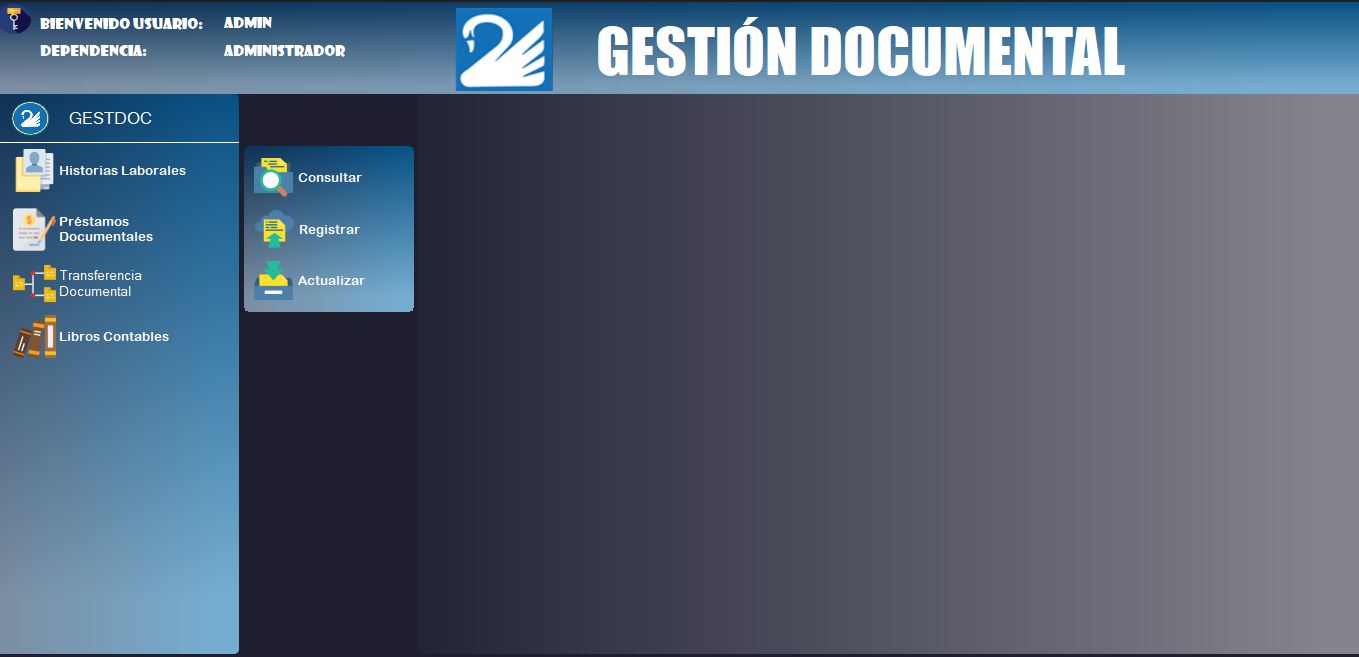 BIENVENIDO USUARIO: ADMIN
DEPENDENCIA: ADMINISTRADOR
GESTIÓN DOCUMENTAL
GESTDOC
Historias Laborales
Préstamos
Documentales
Transferencia
Documental
Libros Contables
Consultar
Registrar
Actualizar